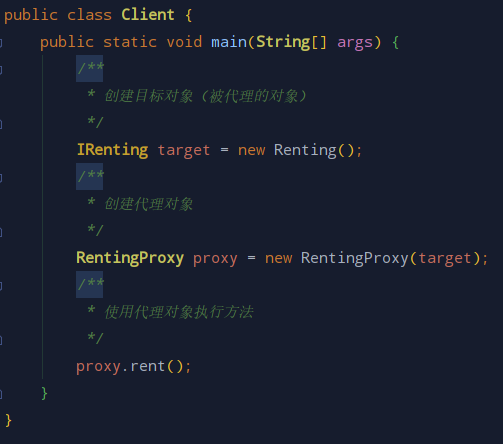 public class Client {
public static void main(String[] args) {
/**
* 创建目标对象（被代理的对象）
*/
IRenting target = new Renting();
/**
* 创建代理对象
*/
RentingProxy proxy = new RentingProxy(target);
/**
* 使用代理对象执行方法
*/
proxy.rent();
}
}